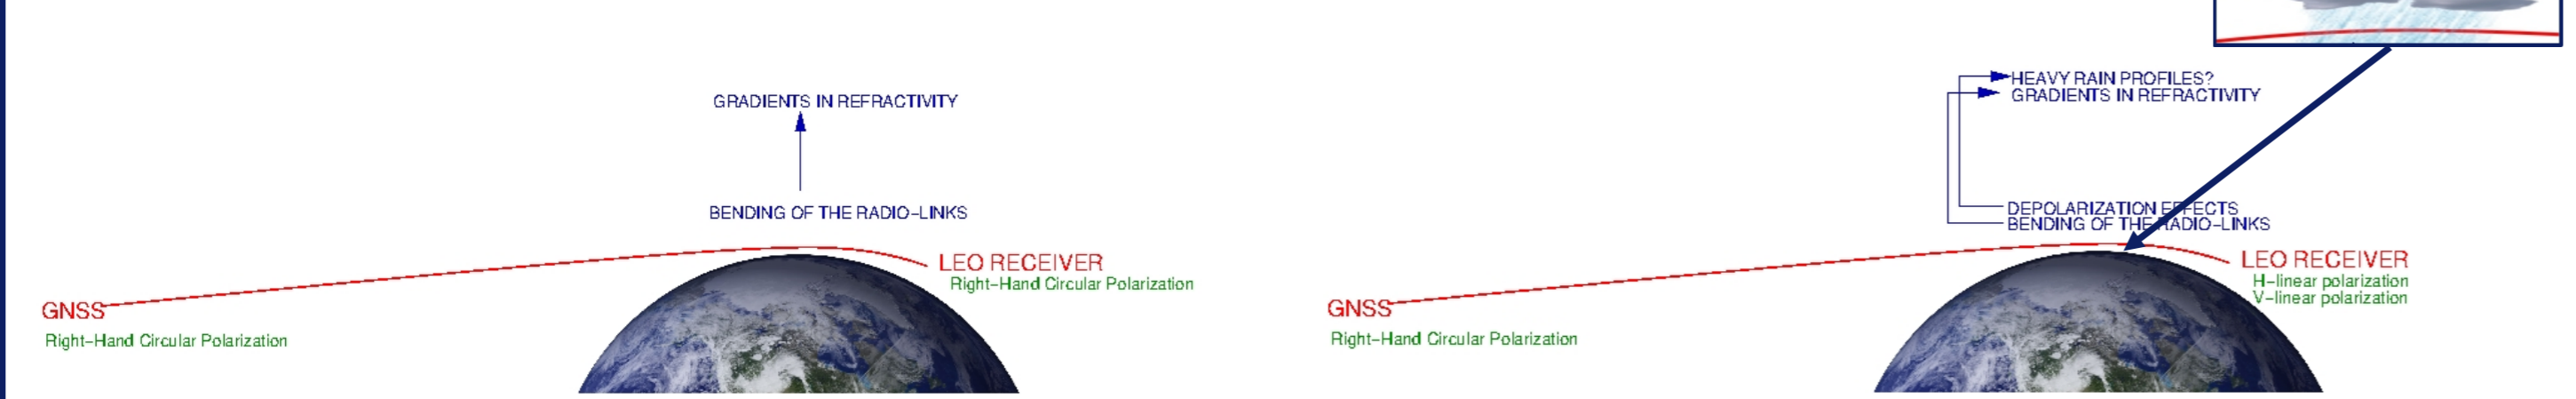 GRADIENTS IN REFRACTIVITY
BENDING OF THE RADIO-LINKS
LEO RECEIVER
Right-Hand Circular Polarization
GNSS
Right-Hand Circular Polarization
HEAVY RAIN PROFILES?
GRADIENTS IN REFRACTIVITY
DEPOLARIZATION EFFECTS
BENDING OF THE RADIO-LINKS
LEO RECEIVER
H-linear polarization
V-linear polarization
GNSS
Right-Hand Circular Polarization